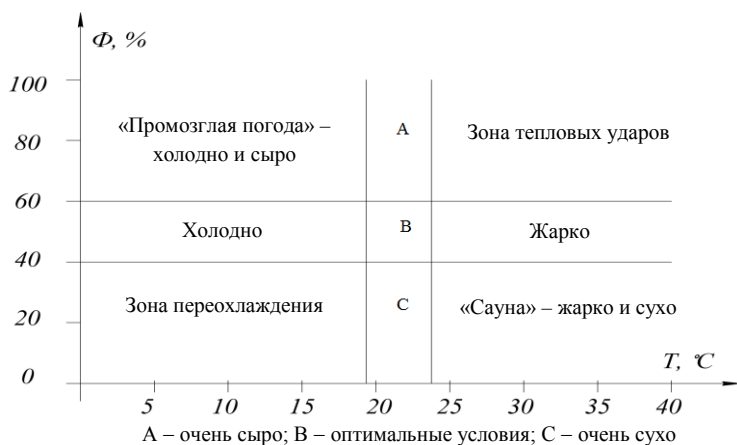 Ф, %
100
«Промозглая погода» –
холодно и сыро
А
Зона тепловых ударов
80
60
Холодно
В
Жарко
40
Зона переохлаждения
С
«Сауна» – жарко и сухо
20
0
Т, °С
5 10 15 20 25 30 35 40
А – очень сыро; В – оптимальные условия; С – очень сухо